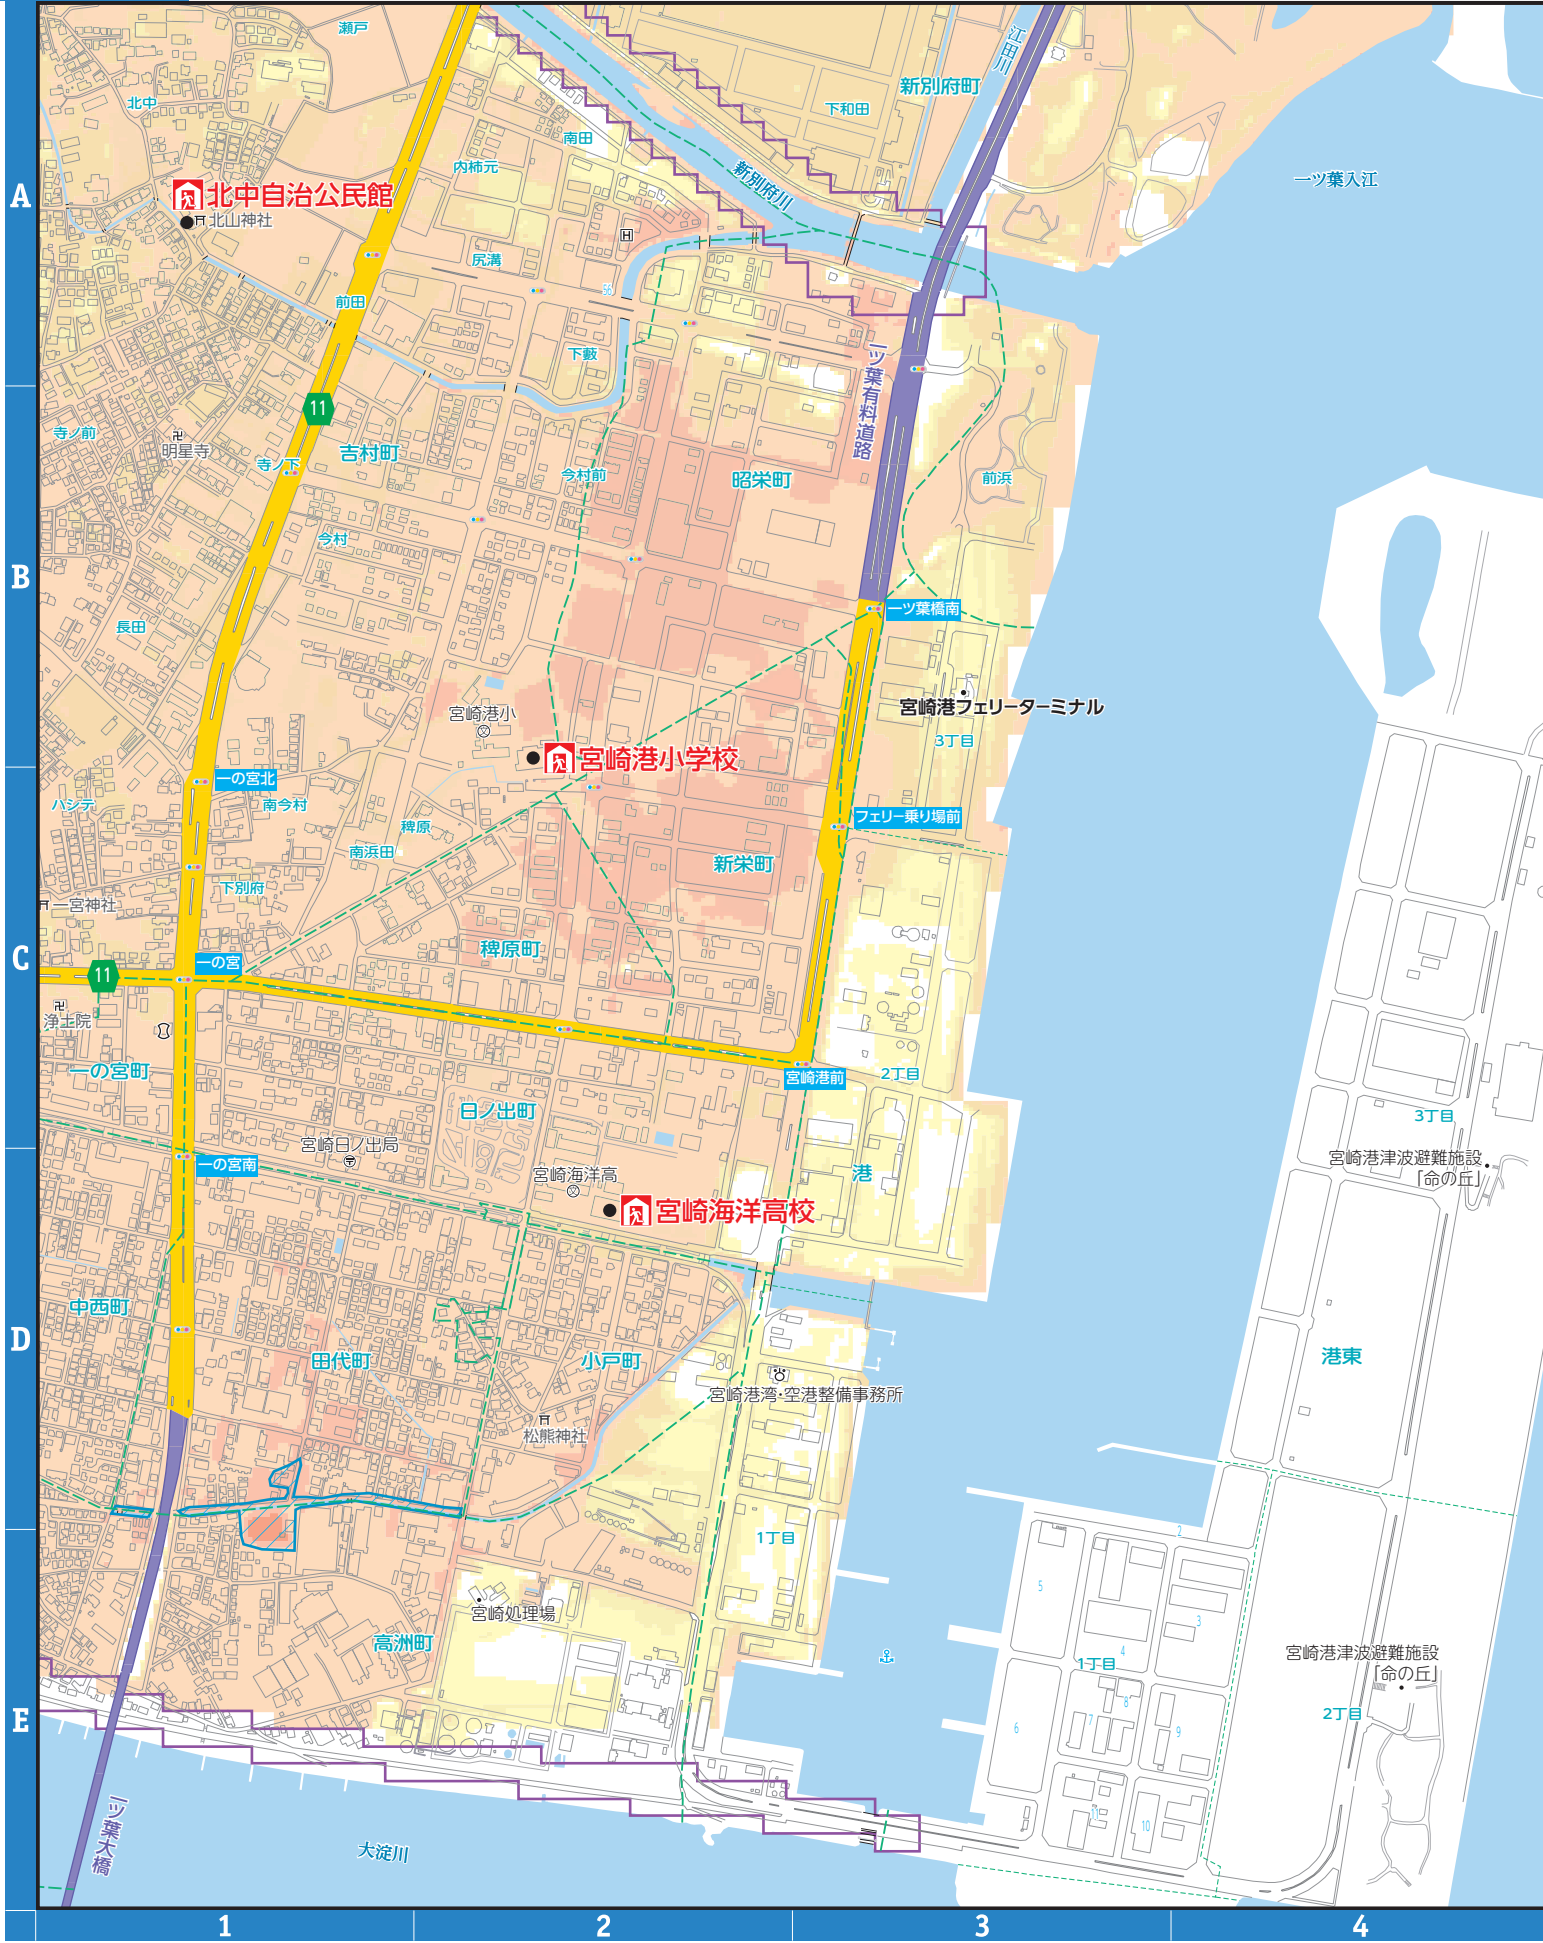 瀬戸
江田川
新別府町
北中
下和田
南田
内柿元
新別府川
一ツ葉入江
A
北中自治公民館
北山神社
H
尻溝
56
前田
下藪
一ツ葉有料道路
11
寺ノ前
明星寺
吉村町
寺ノ下
今村前
昭栄町
前浜
今村
B
一ツ葉橋南
長田
宮崎港フェリーターミナル
宮崎港小
3丁目
宮崎港小学校
一の宮北
ハシデ
南今村
フェリー乗り場前
稗原
南浜田
新栄町
下別府
一宮神社
稗原町
C
一の宮
11
浄土院
一の宮町
宮崎港前
2丁目
日ノ出町
3丁目
宮崎日ノ出局
宮崎港津波避難施設
「命の丘」
一の宮南
宮崎海洋高
港
宮崎海洋高校
中西町
D
田代町
小戸町
港東
宮崎港湾・空港整備事務所
松熊神社
1丁目
2
5
3
宮崎処理場
高洲町
4
1丁目
宮崎港津波避難施設
「命の丘」
8
2丁目
E
6
7
9
11
10
一ツ葉大橋
大淀川
1
2
3
4